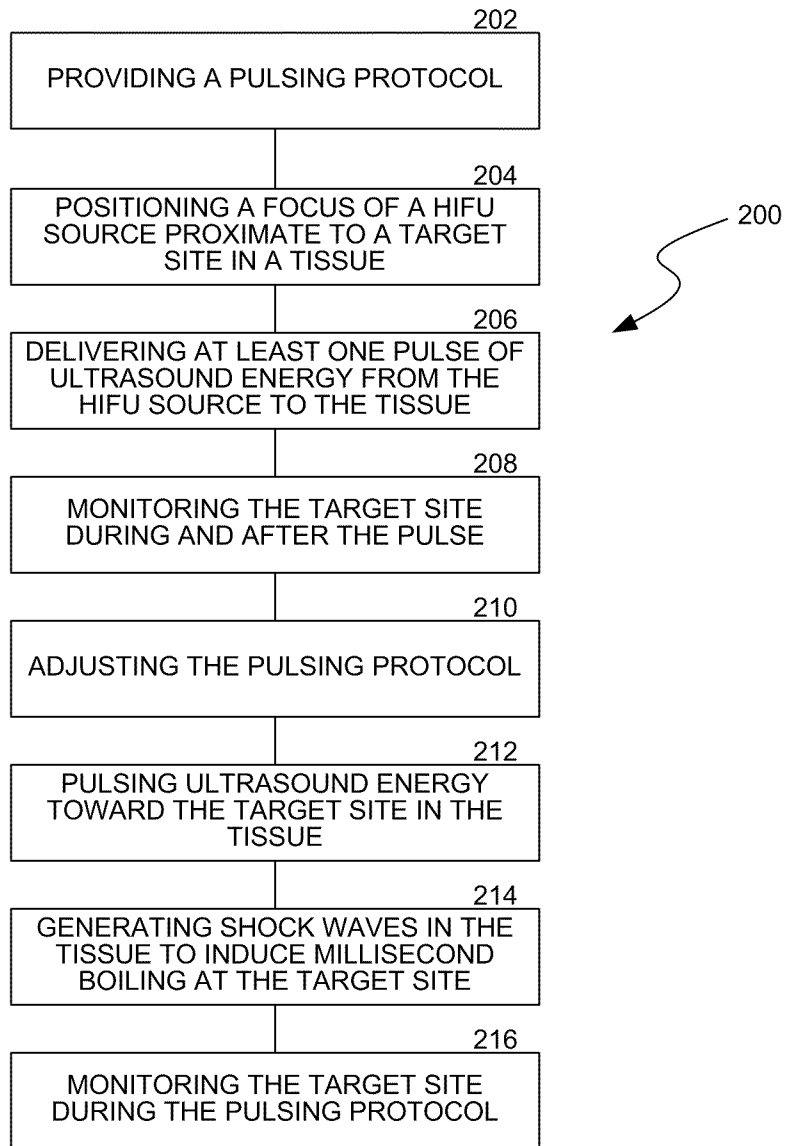 202
PROVIDING A PULSING PROTOCOL
204
POSITIONING A FOCUS OF A HIFU
SOURCE PROXIMATE TO A TARGET
SITE IN A TISSUE
200
206
DELIVERING AT LEAST ONE PULSE OF
ULTRASOUND ENERGY FROM THE
HIFU SOURCE TO THE TISSUE
208
MONITORING THE TARGET SITE
DURING AND AFTER THE PULSE
210
ADJUSTING THE PULSING PROTOCOL
212
PULSING ULTRASOUND ENERGY
TOWARD THE TARGET SITE IN THE
TISSUE
214
GENERATING SHOCK WAVES IN THE
TISSUE TO INDUCE MILLISECOND
BOILING AT THE TARGET SITE
216
MONITORING THE TARGET SITE
DURING THE PULSING PROTOCOL